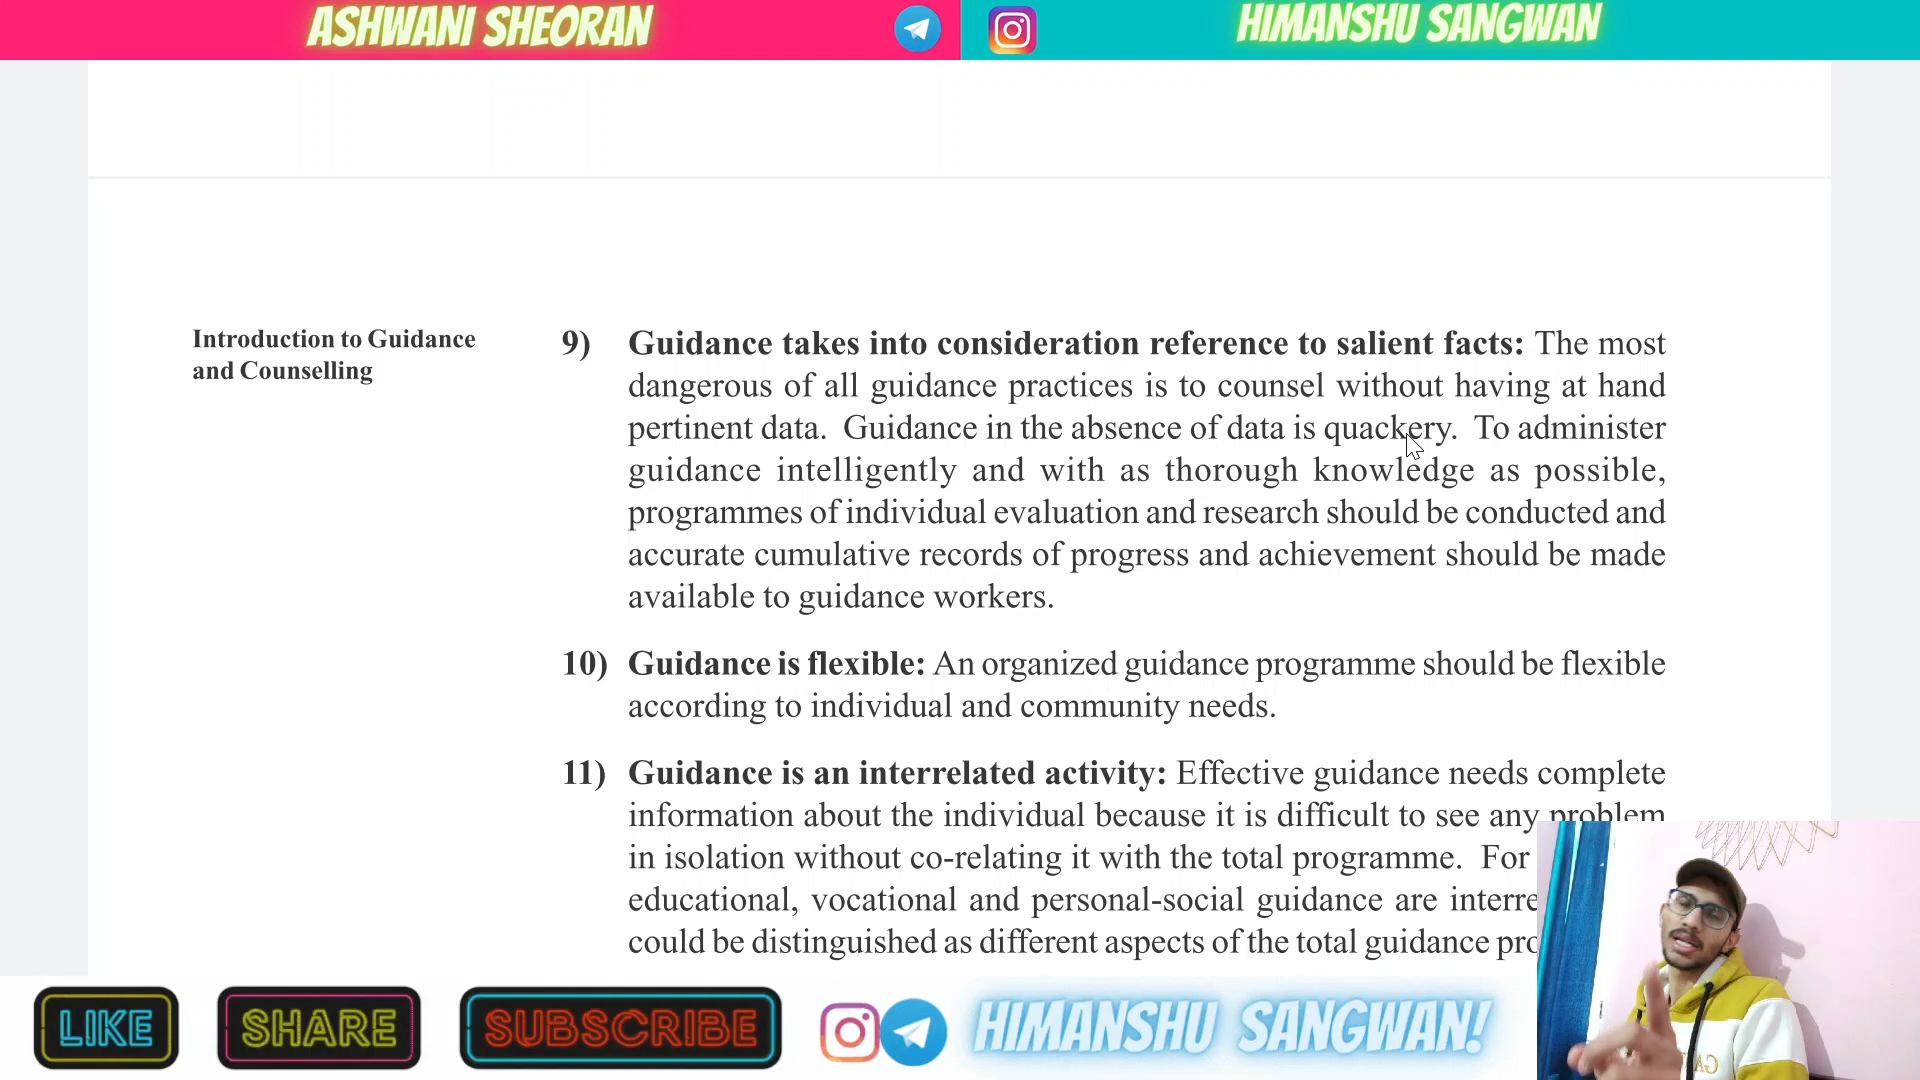 ASHWANI SHEORAN
HIMANSHU SANGWAN
Introduction to Guidance
and Counselling
9) Guidance takes into consideration reference to salient facts: The most
dangerous of all guidance practices is to counsel without having at hand
pertinent data. Guidance in the absence of data is quackery. To administer
guidance intelligently and with as thorough knowledge as possible,
programmes of individual evaluation and research should be conducted and
accurate cumulative records of progress and achievement should be made
available to guidance workers.
10) Guidance is flexible: An organized guidance programme should be flexible
according to individual and community needs.
11) Guidance is an interrelated activity: Effective guidance needs complete
information about the individual because it is difficult to see any problem
in isolation without co-relating it with the total programme. For
educational, vocational and personal-social guidance are interre
could be distinguished as different aspects of the total guidance pro
LIKE
SHARE
SUBSCRIBE
HIMANSHU SANGWAN!